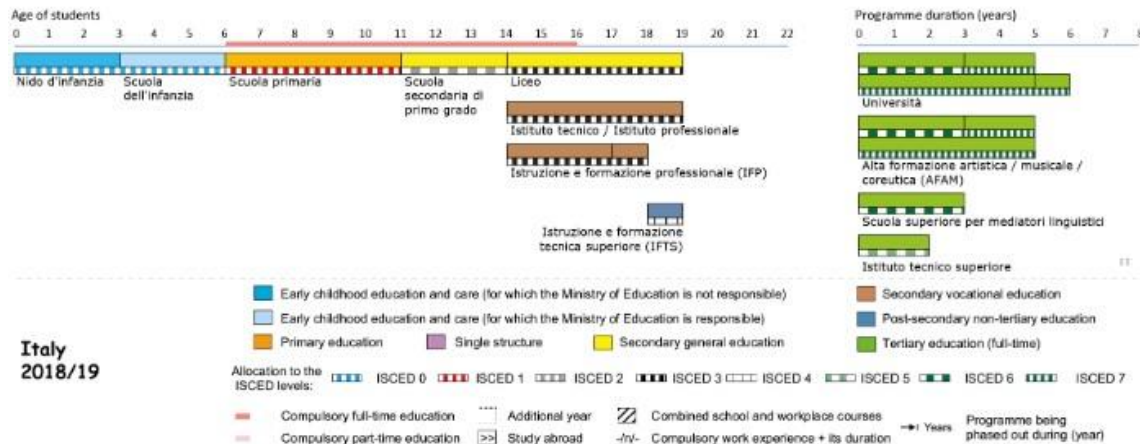 Age of students
Programme duration (years)
0 1 2 3 4 5 6 7 8 9 10 11 12 13 14 15 16 17 18 19 20 21 22
0 1 2 3 4 5 6 7 8
Nido d'infanzia
Scuola
dell'infanzia
Scuola primaria
Scuola
secondaria di
primo grado
Liceo
Istituto tecnico / Istituto professionale
Istruzione e formazione professionale (IFP)
Istruzione e formazione
tecnica superiore (IFTS)
Università
Alta formazione artistica / musicale /
coreutica (AFAM)
Scuola superiore per mediatori linguistici
Istituto tecnico superiore
Early childhood education and care (for which the Ministry of Education is not responsible)
Early childhood education and care (for which the Ministry of Education is responsible)
Primary education
Single structure
Secondary general education
Secondary vocational education
Post-secondary non-tertiary education
Tertiary education (full-time)
Italy
2018/19
Allocation to the
ISCED levels:
ISCED 0 ISCED 1 ISCED 2 ISCED 3 ISCED 4 ISCED 5 ISCED 6 ISCED 7
Compulsory full-time education
Compulsory part-time education
Additional year
>> Study abroad
Combined school and workplace courses
-/n/- Compulsory work experience + its duration
Years
Programme being
phased out during (year)